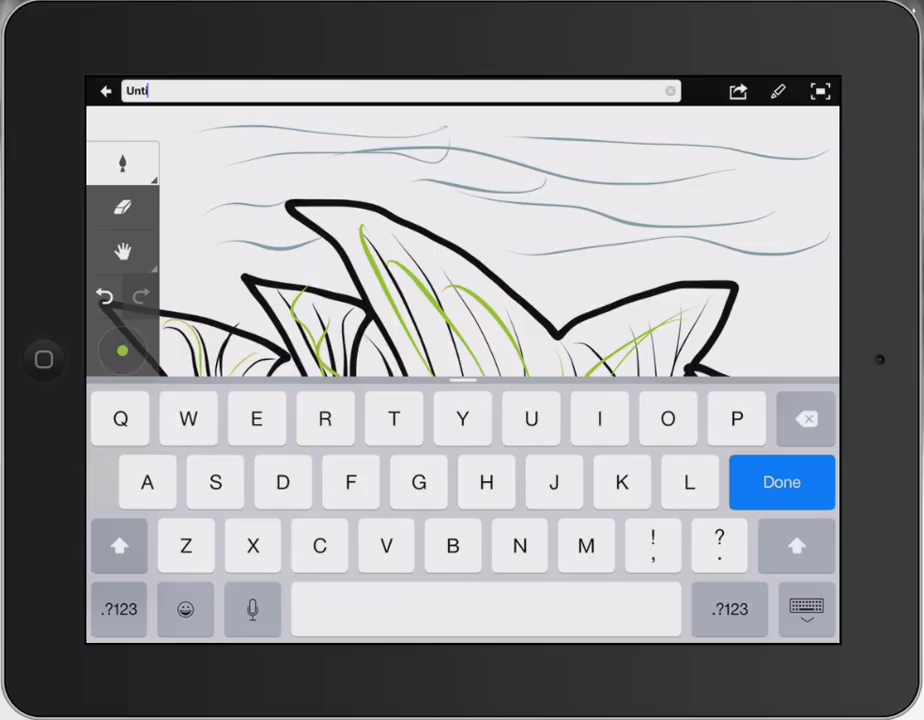 Unti
Q W E R T Y U I O P
A S D F G H J K L Done
Z X C V B N M ! , ? .
.?123 .?123